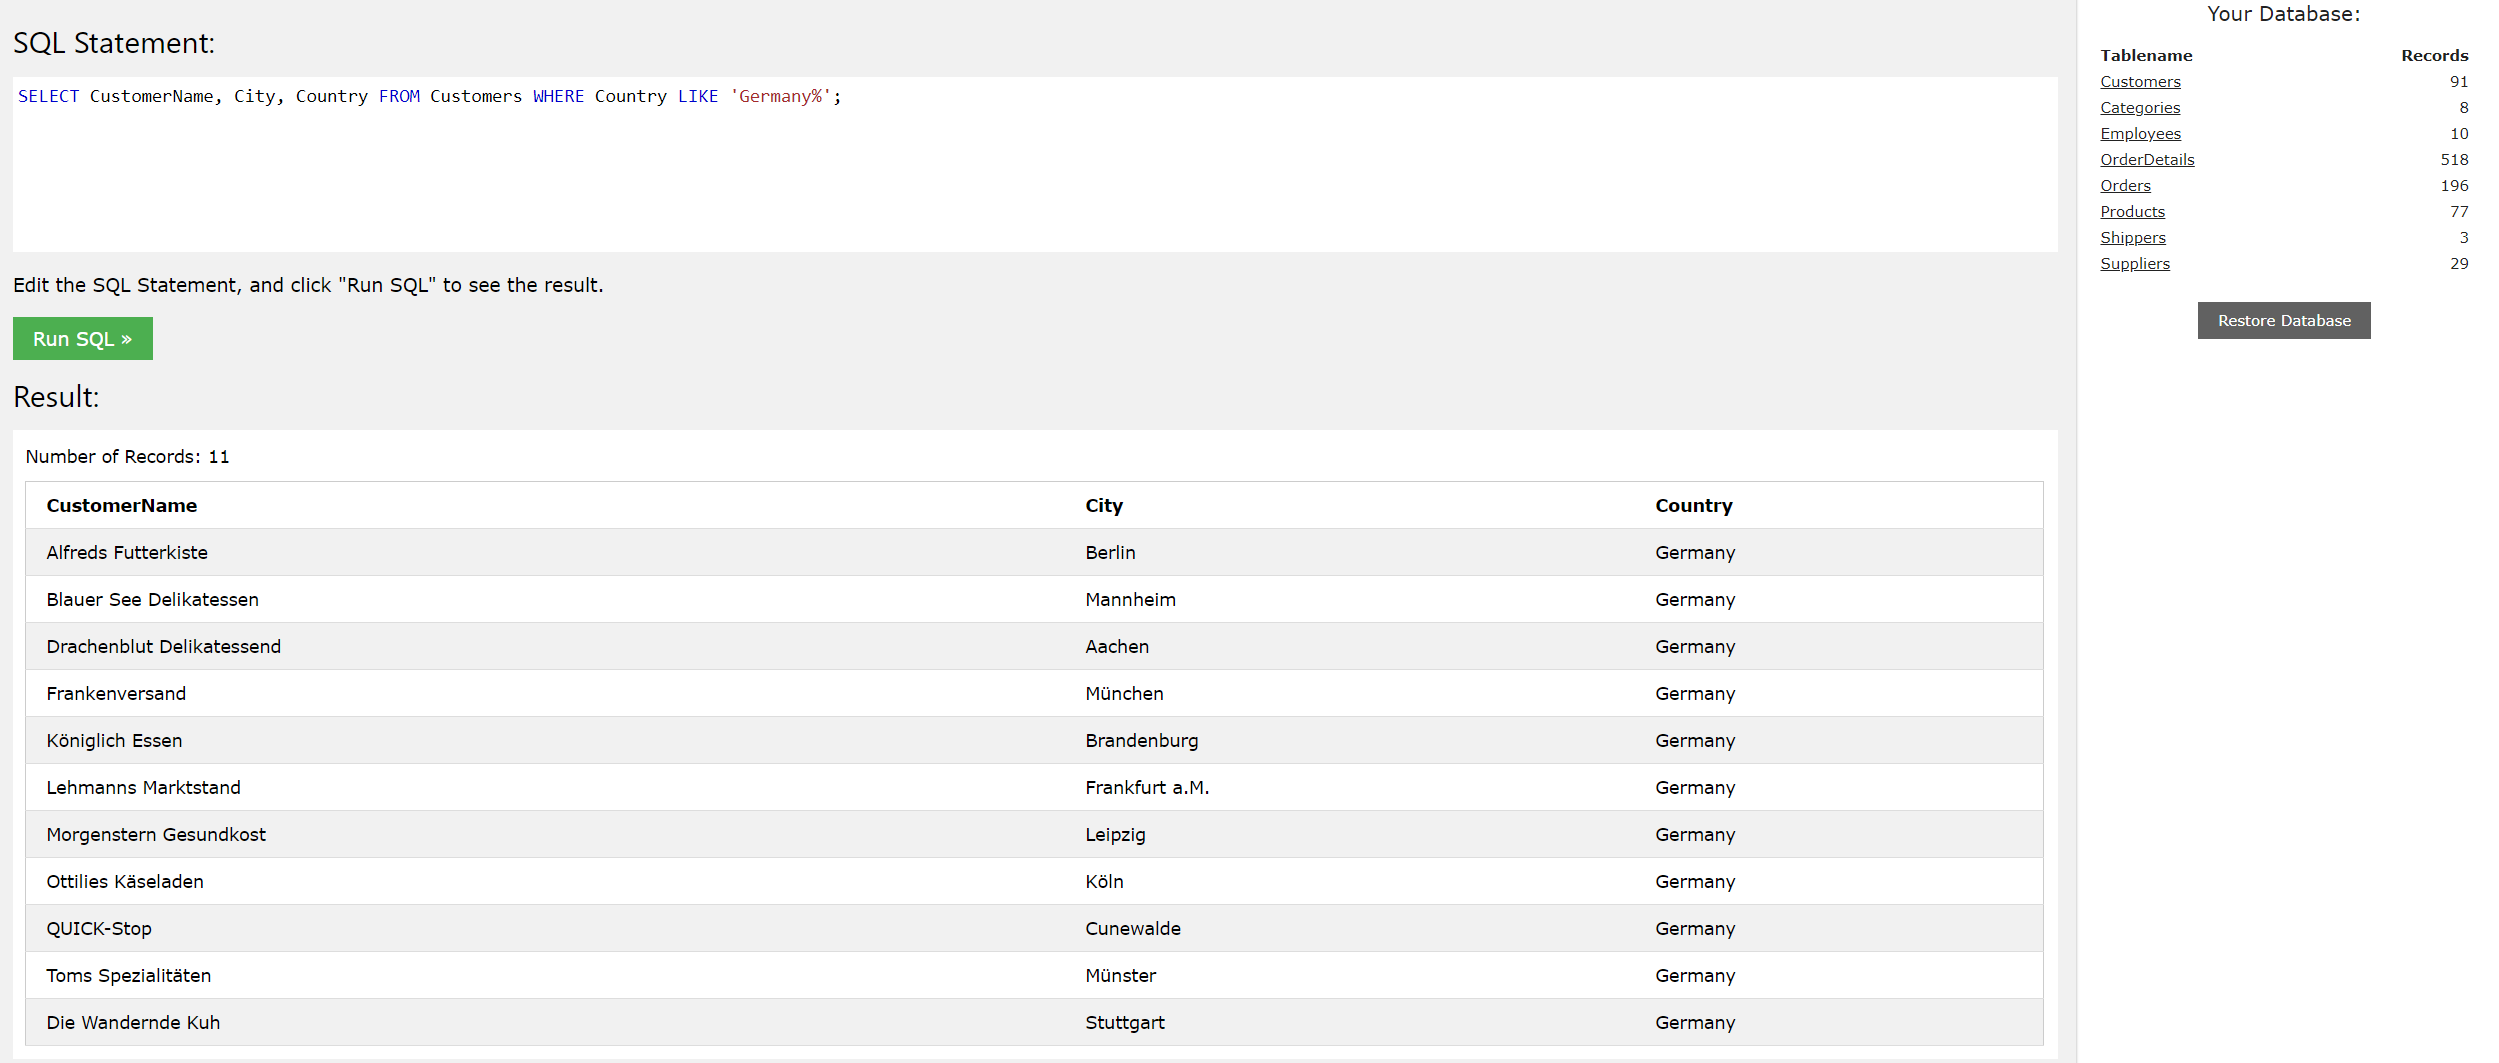 SQL Statement:
SELECT CustomerName, City, Country FROM Customers WHERE Country LIKE 'Germany%';
Edit the SQL Statement, and click "Run SQL" to see the result.
Run SQL »
Result:
Number of Records: 11
CustomerName City Country
Alfreds Futterkiste Berlin Germany
Blauer See Delikatessen Mannheim Germany
Drachenblut Delikatessend Aachen Germany
Frankenversand München Germany
Königlich Essen Brandenburg Germany
Lehmanns Marktstand Frankfurt a.M. Germany
Morgenstern Gesundkost Leipzig Germany
Ottilies Käseladen Köln Germany
QUICK-Stop Cunewalde Germany
Toms Spezialitäten Münster Germany
Die Wandernde Kuh Stuttgart Germany
Your Database:
Tablename Records
Customers 91
Categories 8
Employees 10
OrderDetails 518
Orders 196
Products 77
Shippers 3
Suppliers 29
Restore Database